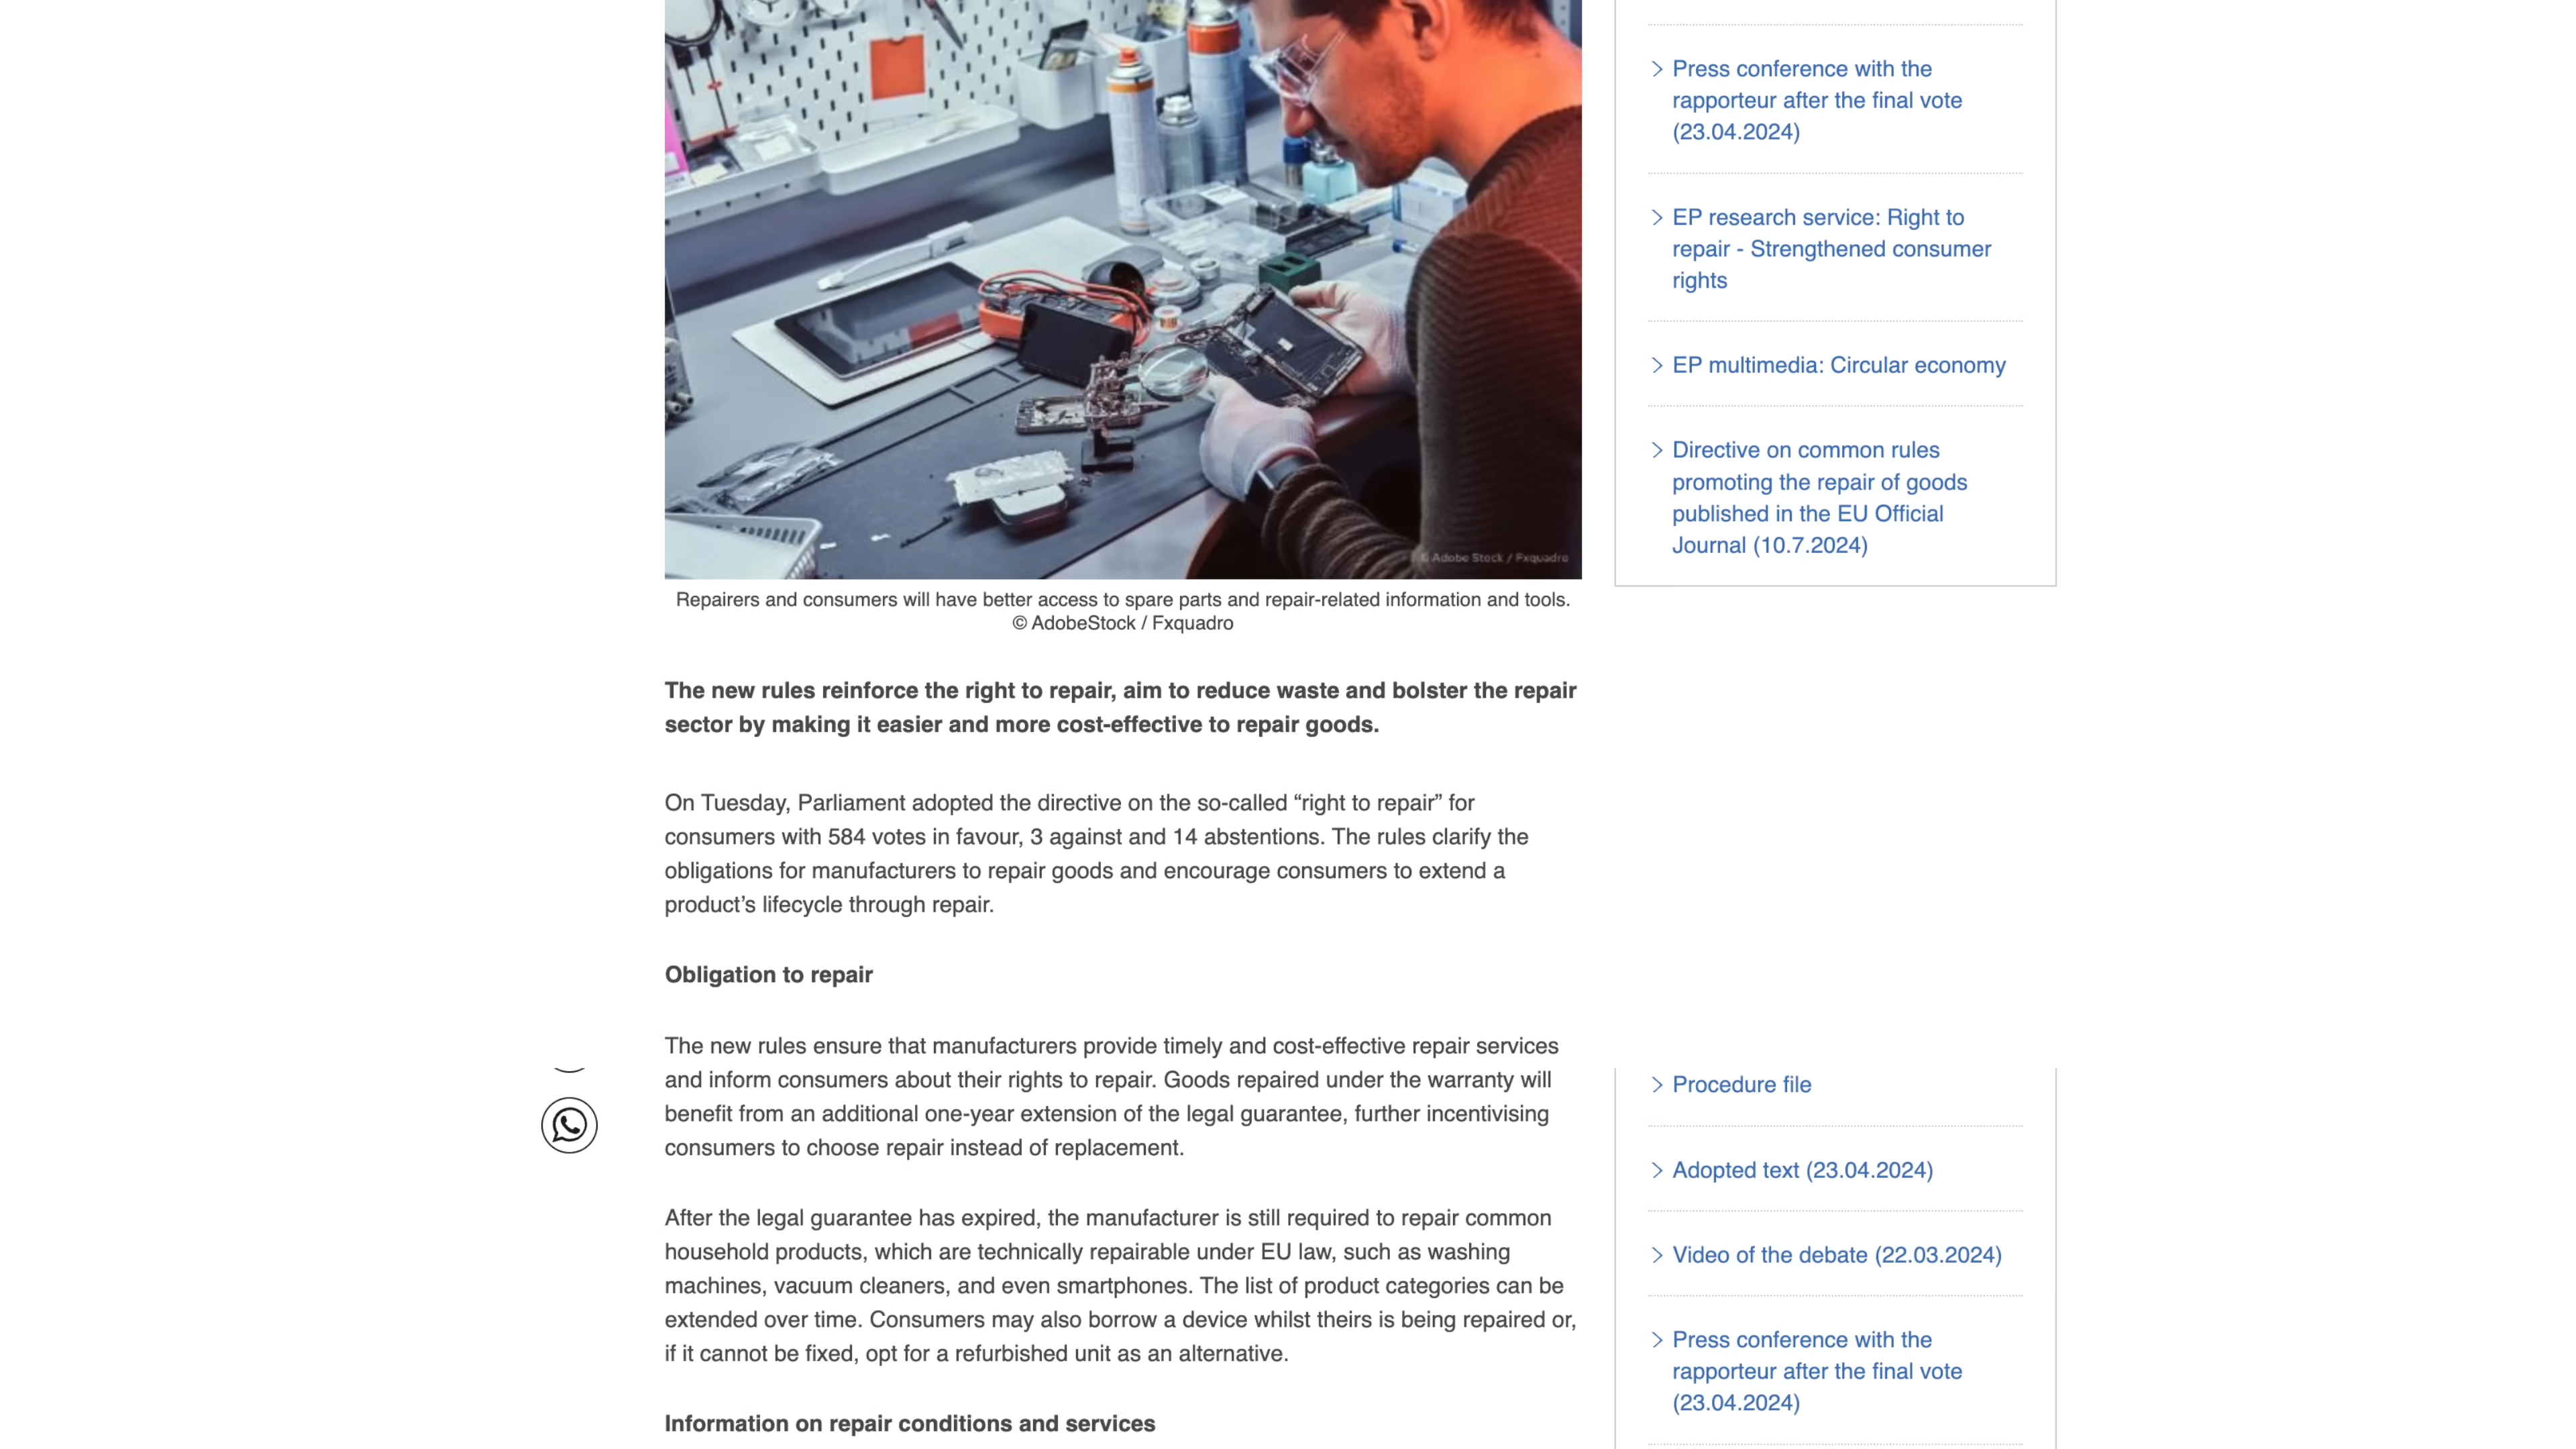 © Adobe Stock / Fxquadro
Repairers and consumers will have better access to spare parts and repair-related information and tools.
© AdobeStock / Fxquadro
The new rules reinforce the right to repair, aim to reduce waste and bolster the repair
sector by making it easier and more cost-effective to repair goods.
On Tuesday, Parliament adopted the directive on the so-called “right to repair” for
consumers with 584 votes in favour, 3 against and 14 abstentions. The rules clarify the
obligations for manufacturers to repair goods and encourage consumers to extend a
product’s lifecycle through repair.
Obligation to repair
The new rules ensure that manufacturers provide timely and cost-effective repair services
and inform consumers about their rights to repair. Goods repaired under the warranty will
benefit from an additional one-year extension of the legal guarantee, further incentivising
consumers to choose repair instead of replacement.
After the legal guarantee has expired, the manufacturer is still required to repair common
household products, which are technically repairable under EU law, such as washing
machines, vacuum cleaners, and even smartphones. The list of product categories can be
extended over time. Consumers may also borrow a device whilst theirs is being repaired or,
if it cannot be fixed, opt for a refurbished unit as an alternative.
Information on repair conditions and services
Press conference with the
rapporteur after the final vote
(23.04.2024)
EP research service: Right to
repair - Strengthened consumer
rights
EP multimedia: Circular economy
Directive on common rules
promoting the repair of goods
published in the EU Official
Journal (10.7.2024)
Procedure file
Adopted text (23.04.2024)
Video of the debate (22.03.2024)
Press conference with the
rapporteur after the final vote
(23.04.2024)